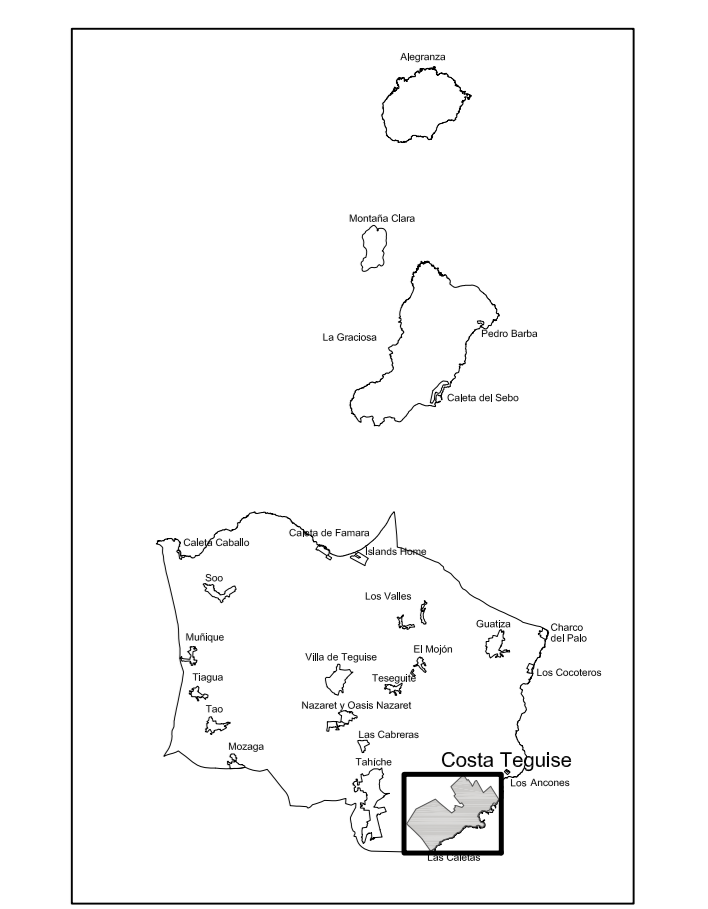 Alegranza
Montaña Clara
La Graciosa
Pedro Barba
Caleta del Sebo
Caleta de Famara
Caleta Caballo
Islands Home
Soo
Los Valles
Guatiza
Charco
del Palo
Muñique
El Mojón
Villa de Teguise
Los Cocoteros
Tiagua
Teseguite
Nazaret y Oasis Nazaret
Tao
Las Cabreras
Mozaga
Tahiche
Costa Teguise
Los Ancones
Las Caletas